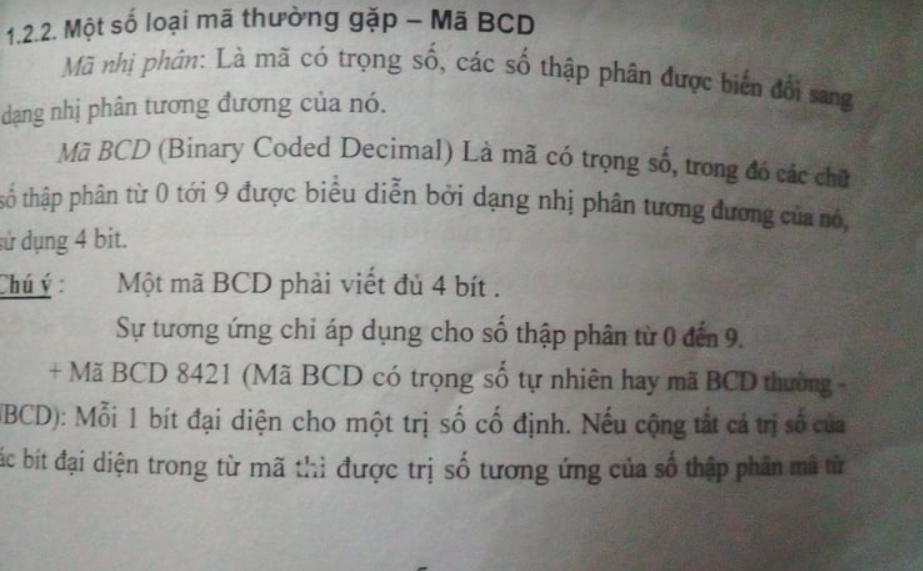 1.2.2. Một số loại mã thường gặp – Mã BCD
Mã nhị phân: Là mã có trọng số, các số thập phân được biến đổi sang
dạng nhị phân tương đương của nó.
Mã BCD (Binary Coded Decimal) Là mã có trọng số, trong đó các chữ
số thập phân từ 0 tới 9 được biểu diễn bởi dạng nhị phân tương đương của nó,
sử dụng 4 bit.
Chú ý : Một mã BCD phải viết đủ 4 bít .
Sự tương ứng chỉ áp dụng cho số thập phân từ 0 đến 9.
+ Mã BCD 8421 (Mã BCD có trọng số tự nhiên hay mã BCD thường -
BCD): Mỗi 1 bít đại diện cho một trị số cố định. Nếu cộng tất cả trị số của
các bít đại diện trong từ mã thì được trị số tương ứng của số thập phân mã từ